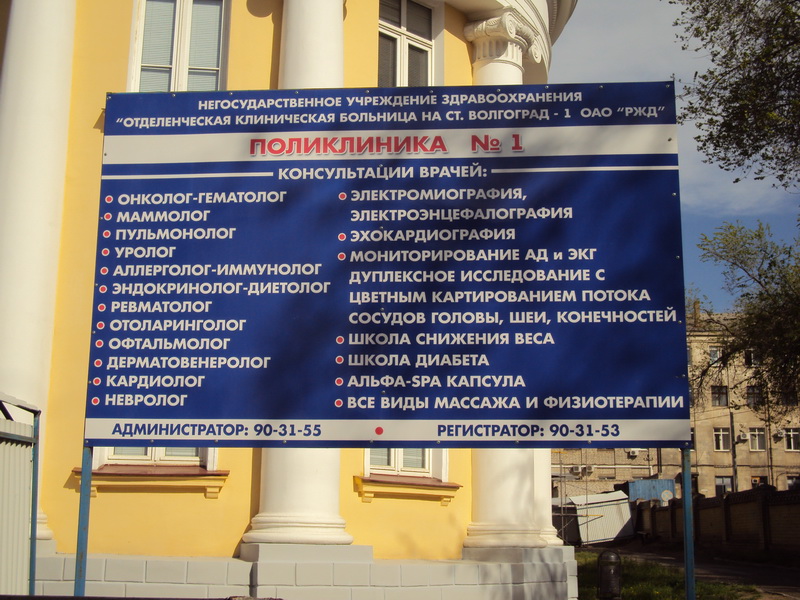 НЕГОСУДАРСТВЕННОЕ УЧРЕЖДЕНИЕ ЗДРАВООХРАНЕНИЯ
"ОТДЕЛЕНЧЕСКАЯ КЛИНИЧЕСКАЯ БОЛЬНИЦА НА СТ. ВОЛГОГРАД - 1 ОАО "РЖД"
ПОЛИКЛИНИКА № 1
КОНСУЛЬТАЦИИ ВРАЧЕЙ:
ОНКОЛОГ-ГЕМАТОЛОГ
МАММОЛОГ
ПУЛЬМОНОЛОГ
УРОЛОГ
АЛЛЕРГОЛОГ-ИММУНОЛОГ
ЭНДОКРИНОЛОГ-ДИЕТОЛОГ
РЕВМАТОЛОГ
ОТОЛАРИНГОЛОГ
ОФТАЛЬМОЛОГ
ДЕРМАТОВЕНЕРОЛОГ
КАРДИОЛОГ
НЕВРОЛОГ
ЭЛЕКТРОМИОГРАФИЯ,
ЭЛЕКТРОЭНЦЕФАЛОГРАФИЯ
ЭХОКАРДИОГРАФИЯ
МОНИТОРИРОВАНИЕ АД и ЭКГ
ДУПЛЕКСНОЕ ИССЛЕДОВАНИЕ С
ЦВЕТНЫМ КАРТИРОВАНИЕМ ПОТОКА
СОСУДОВ ГОЛОВЫ, ШЕИ, КОНЕЧНОСТЕЙ.
ШКОЛА СНИЖЕНИЯ ВЕСА
ШКОЛА ДИАБЕТА
АЛЬФА-SPA КАПСУЛА
ВСЕ ВИДЫ МАССАЖА И ФИЗИОТЕРАПИИ
АДМИНИСТРАТОР: 90-31-55
РЕГИСТРАТОР: 90-31-53